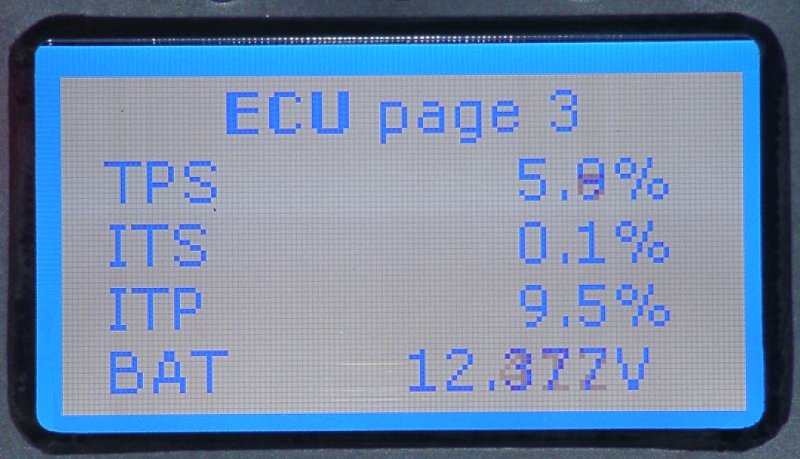 ECU page 3
TPS
ITS 0.1%
ITP 9.5%
BAT